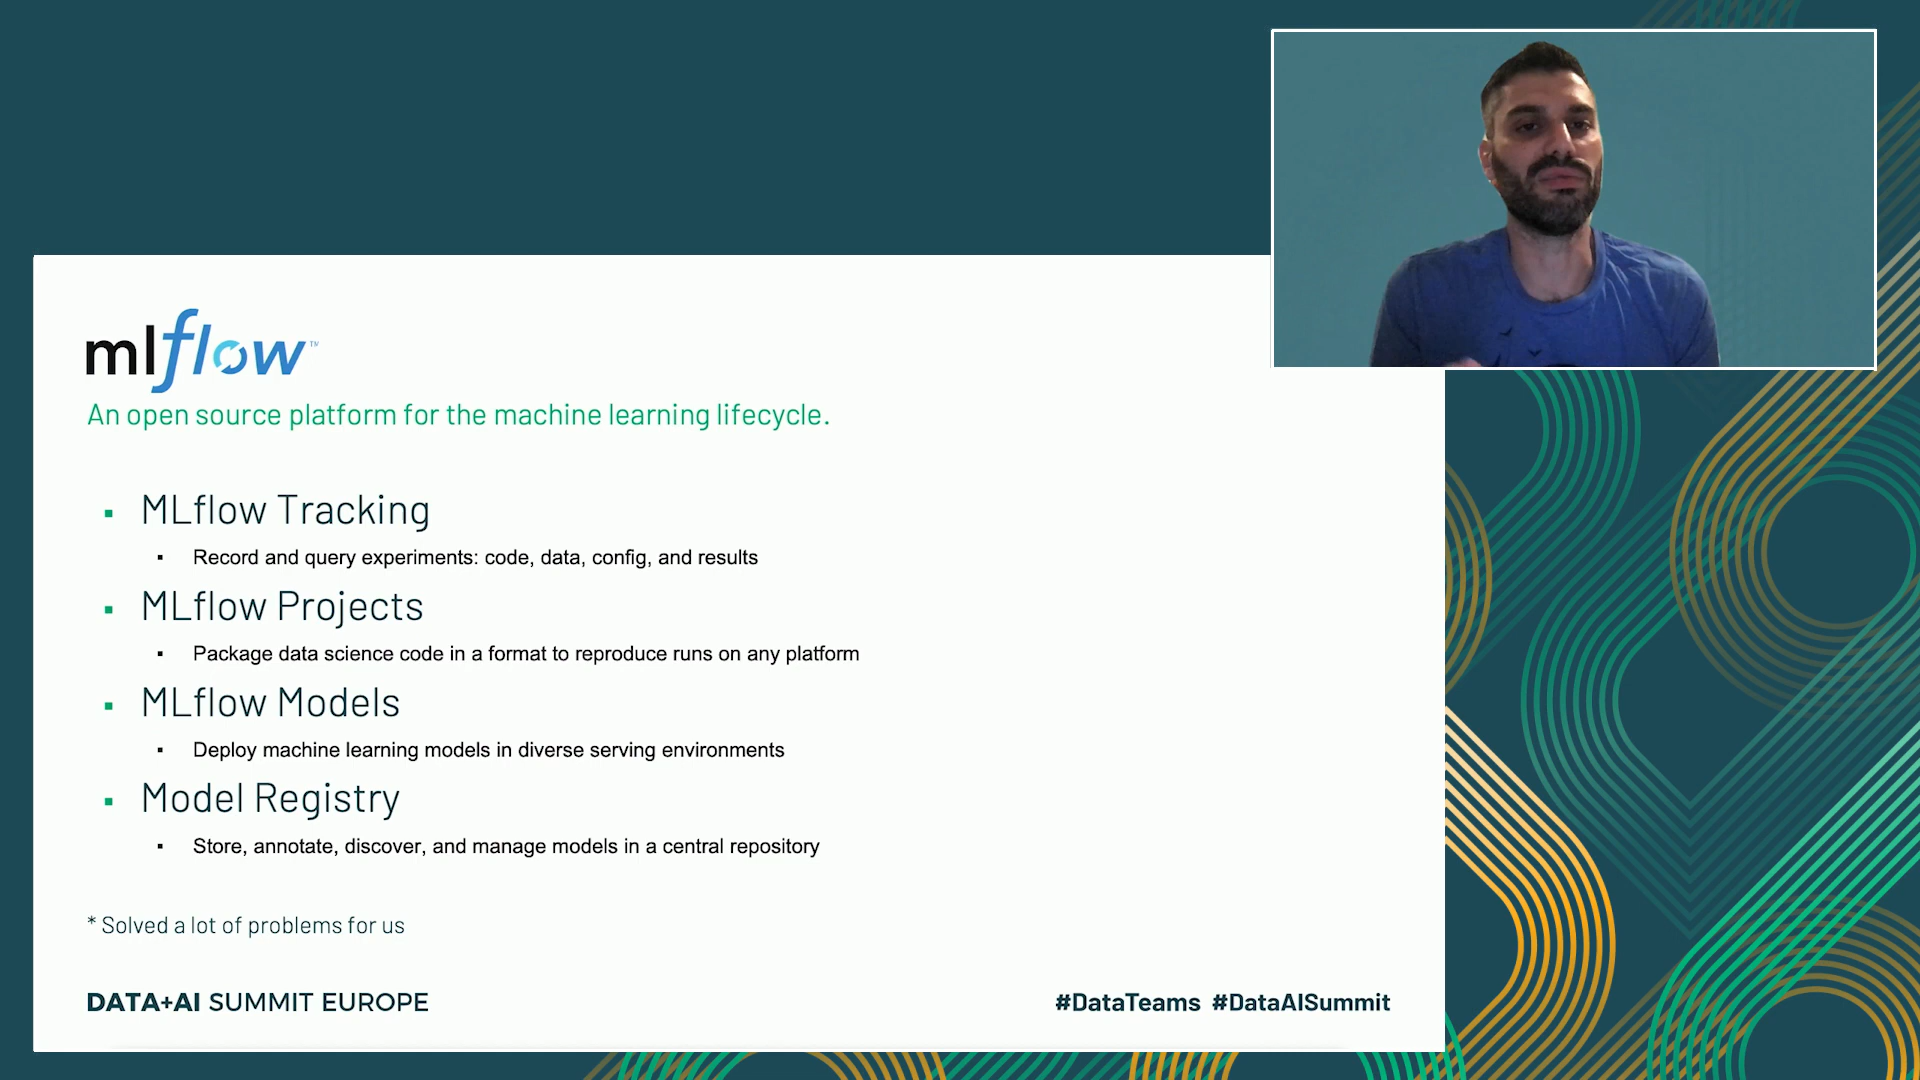 mlflow™
An open source platform for the machine learning lifecycle.
▪ MLflow Tracking
▪ Record and query experiments: code, data, config, and results
▪ MLflow Projects
▪ Package data science code in a format to reproduce runs on any platform
▪ MLflow Models
▪ Deploy machine learning models in diverse serving environments
▪ Model Registry
▪ Store, annotate, discover, and manage models in a central repository
* Solved a lot of problems for us
DATA+AI SUMMIT EUROPE
#DataTeams #DataAISummit